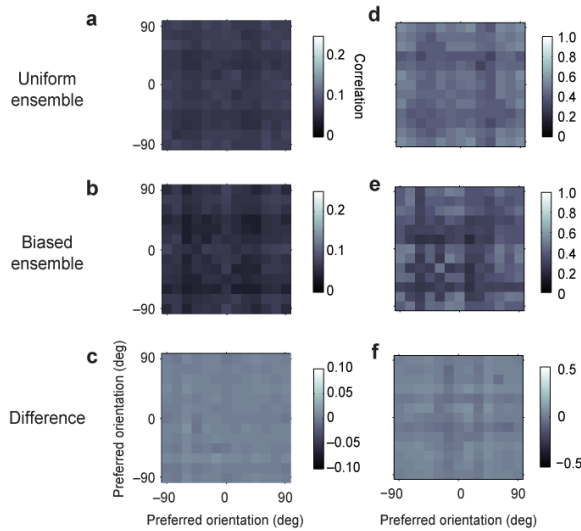 a
d
90
0
−90
0.2
0.1
0
Correlation
1.0
0.8
0.6
0.4
0.2
0
Uniform
ensemble
b
e
90
0
−90
0.2
0.1
0
1.0
0.8
0.6
0.4
0.2
0
Biased
ensemble
c
f
90
0
−90
0.10
0.05
0
−0.05
−0.10
0.5
0
−0.5
Difference
Preferred orientation (deg)
−90 0 90
−90 0 90
Preferred orientation (deg)
Preferred orientation (deg)